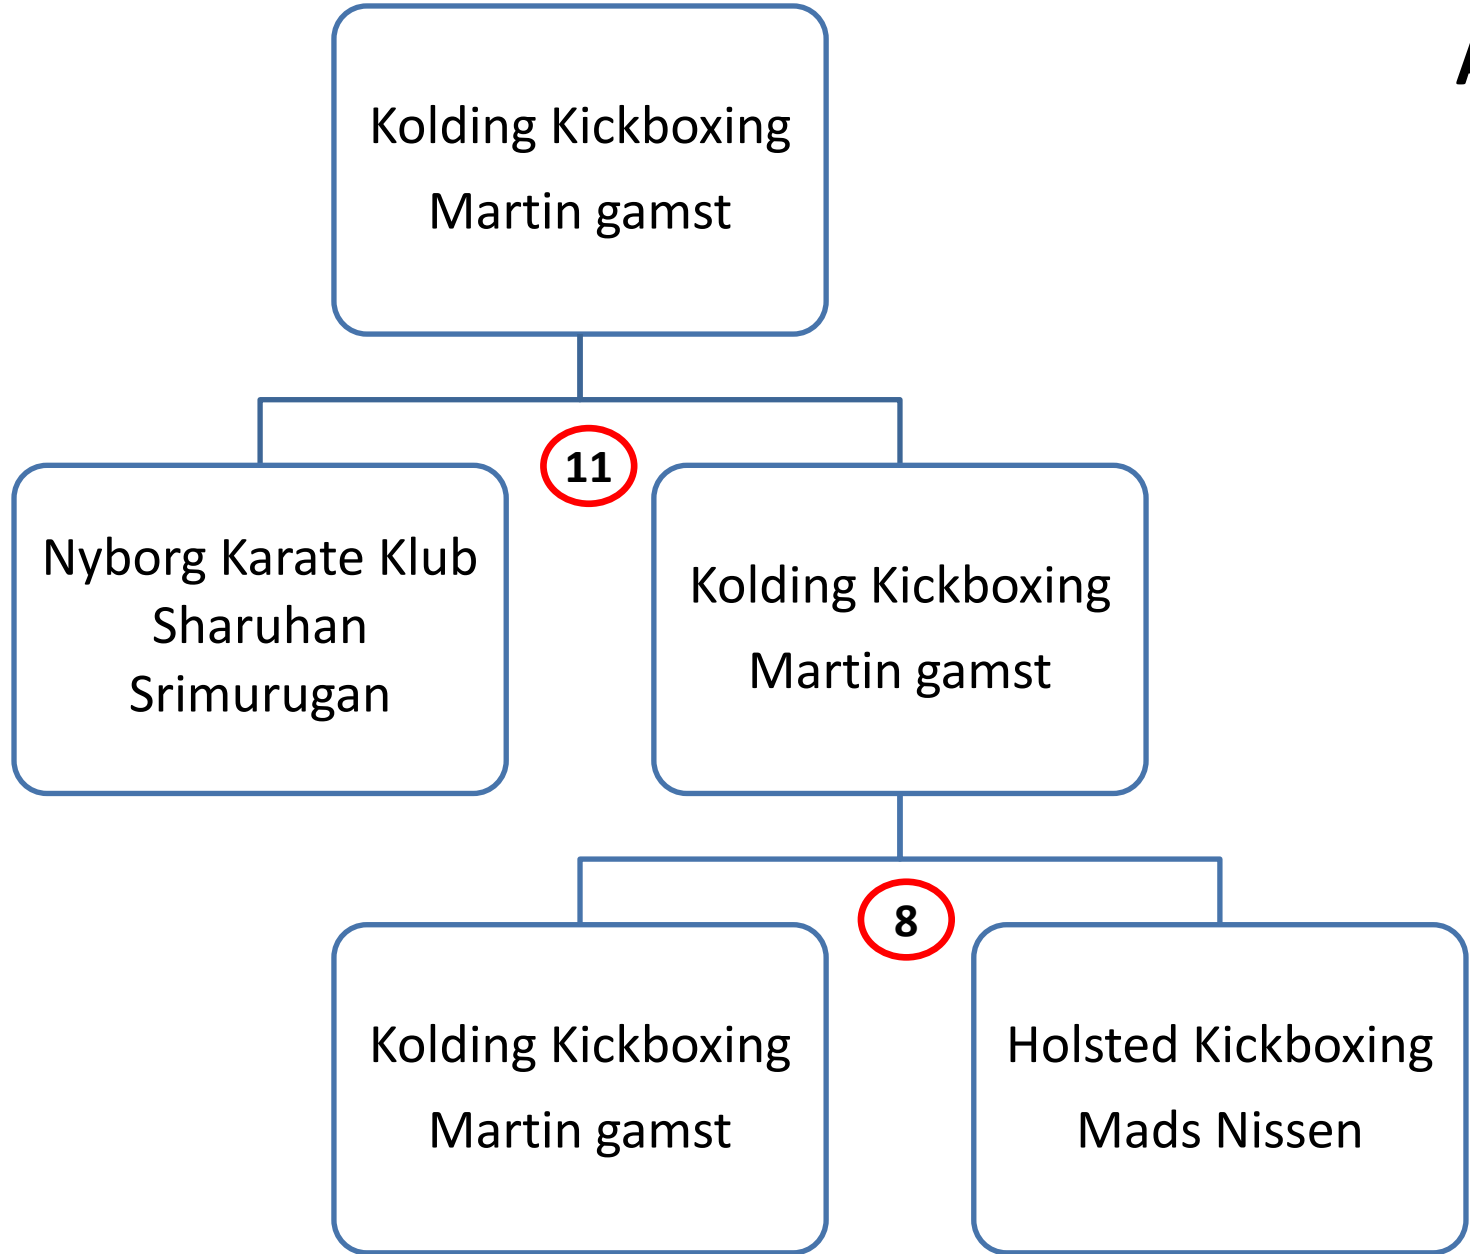 A
Kolding Kickboxing
Martin gamst
11
Nyborg Karate Klub
Sharuhan
Srimurugan
Kolding Kickboxing
Martin gamst
8
Kolding Kickboxing
Martin gamst
Holsted Kickboxing
Mads Nissen